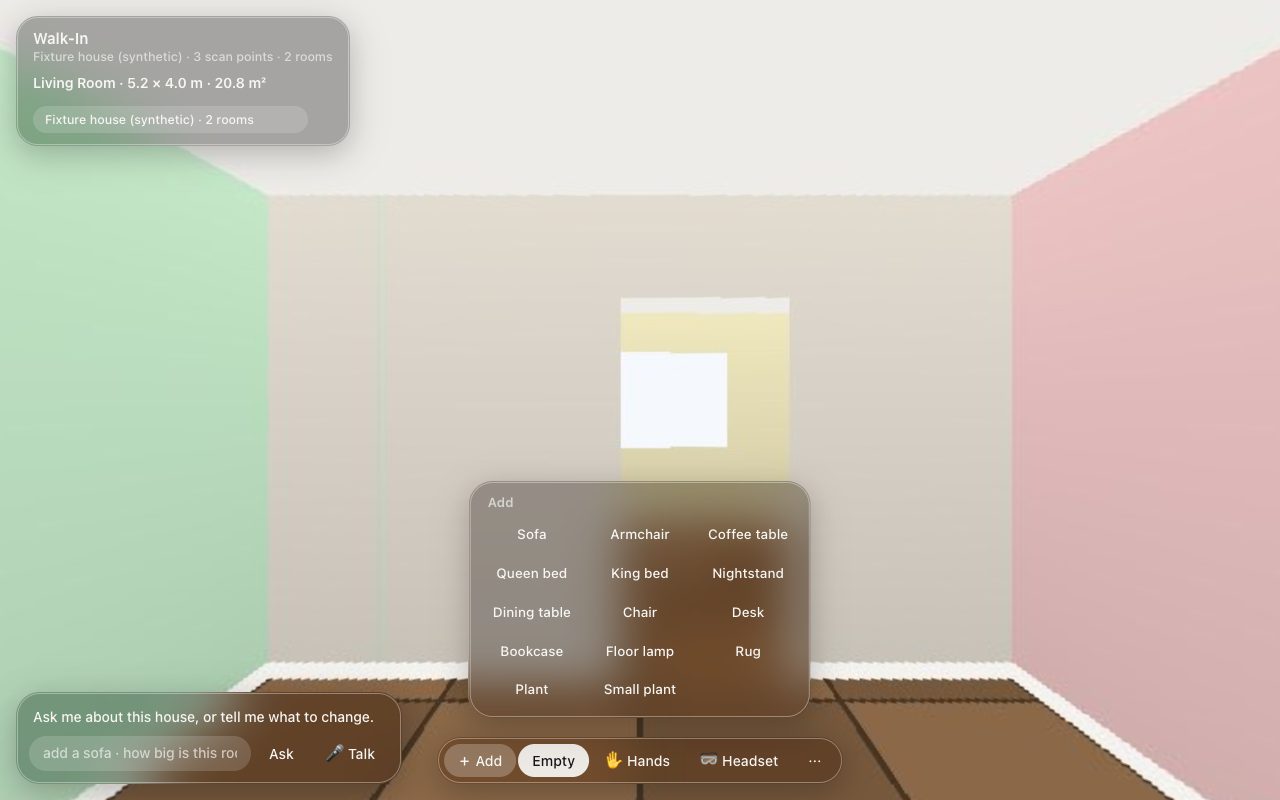 Walk-In
Fixture house (synthetic) · 3 scan points · 2 rooms
Living Room · 5.2 × 4.0 m · 20.8 m²
Fixture house (synthetic) · 2 rooms
Add
Sofa Armchair Coffee table
Queen bed King bed Nightstand
Dining table Chair Desk
Bookcase Floor lamp Rug
Plant Small plant
Ask me about this house, or tell me what to change.
add a sofa · how big is this
Ask 🎤 Talk
+ Add Empty ✋ Hands 🥽 Headset ···